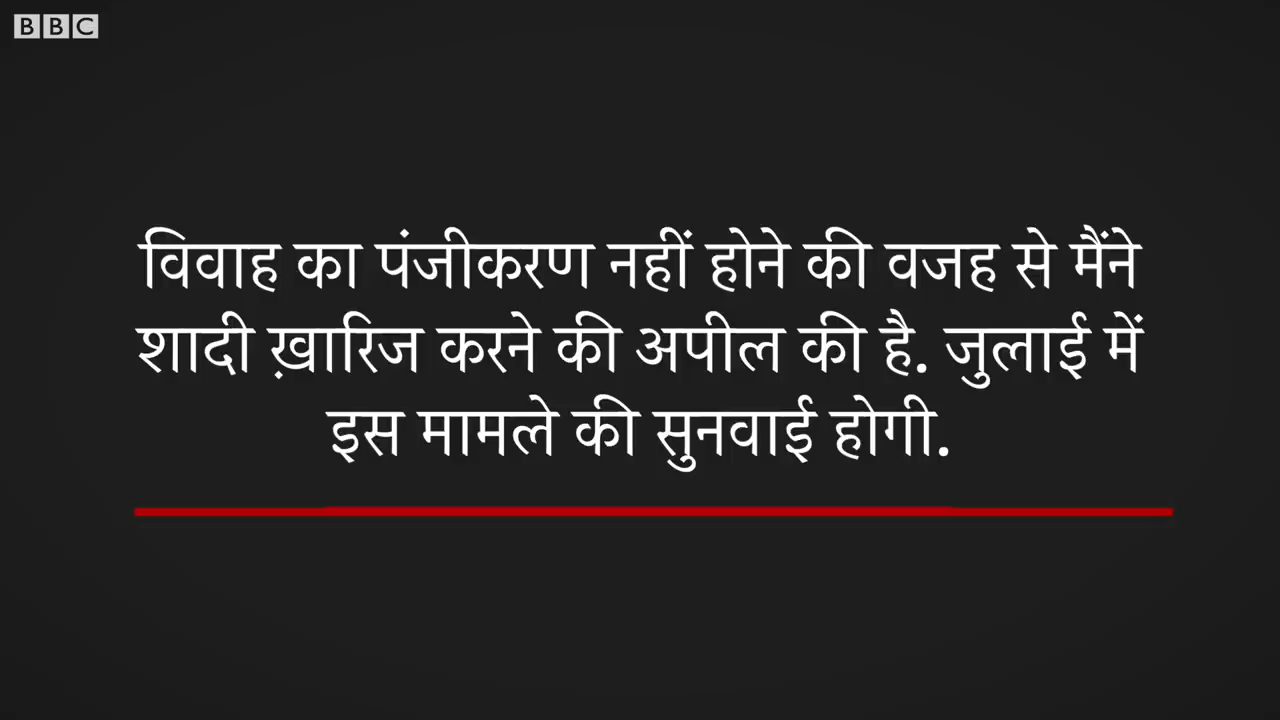 BBC
विवाह का पंजीकरण नहीं होने की वजह से मैंने
शादी ख़ारिज करने की अपील की है. जुलाई में
इस मामले की सुनवाई होगी.